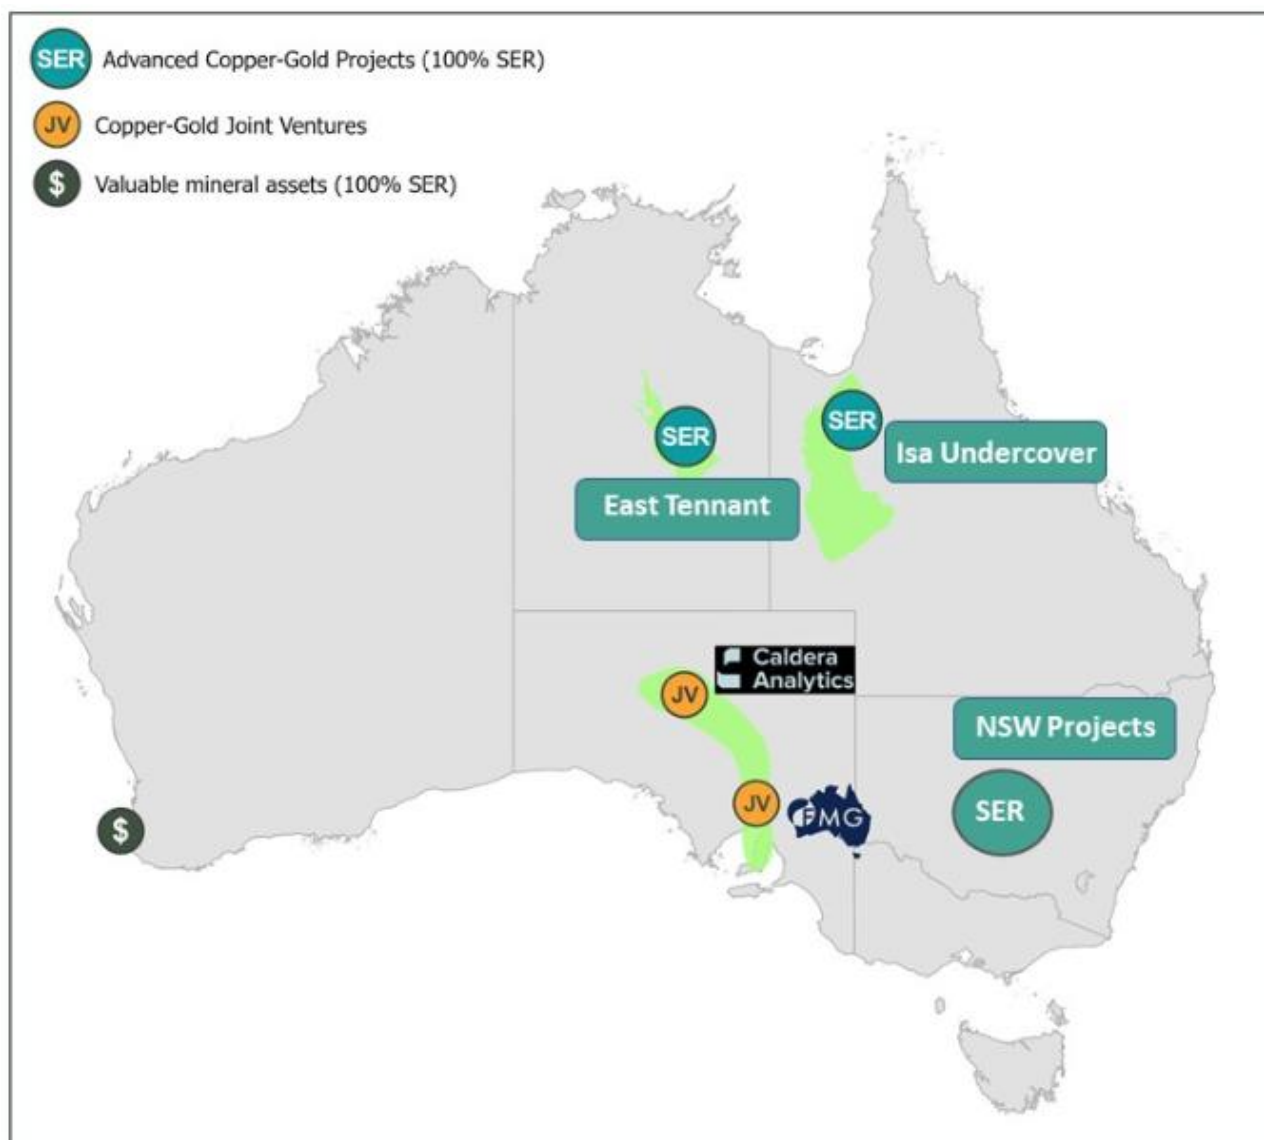 SER Advanced Copper-Gold Projects (100% SER)
JV Copper-Gold Joint Ventures
$ Valuable mineral assets (100% SER)
SER
SER
Isa Undercover
East Tennant
Caldera
Analytics
JV
NSW Projects
JV
FMG
SER
$